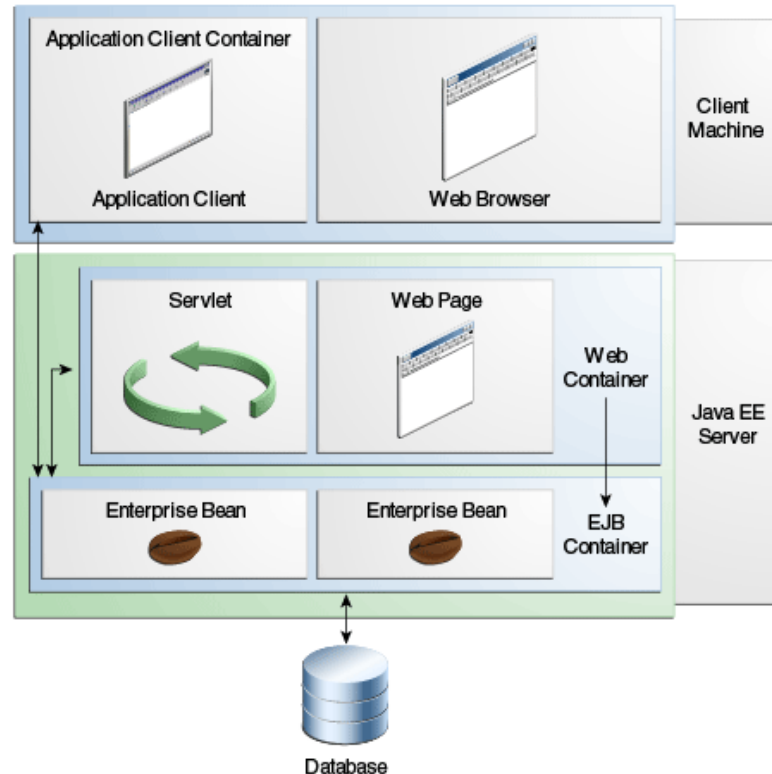 Application Client Container
Application Client
Web Browser
Client
Machine
Servlet
Web Page
Web
Container
Java EE
Server
Enterprise Bean
Enterprise Bean
EJB
Container
Database